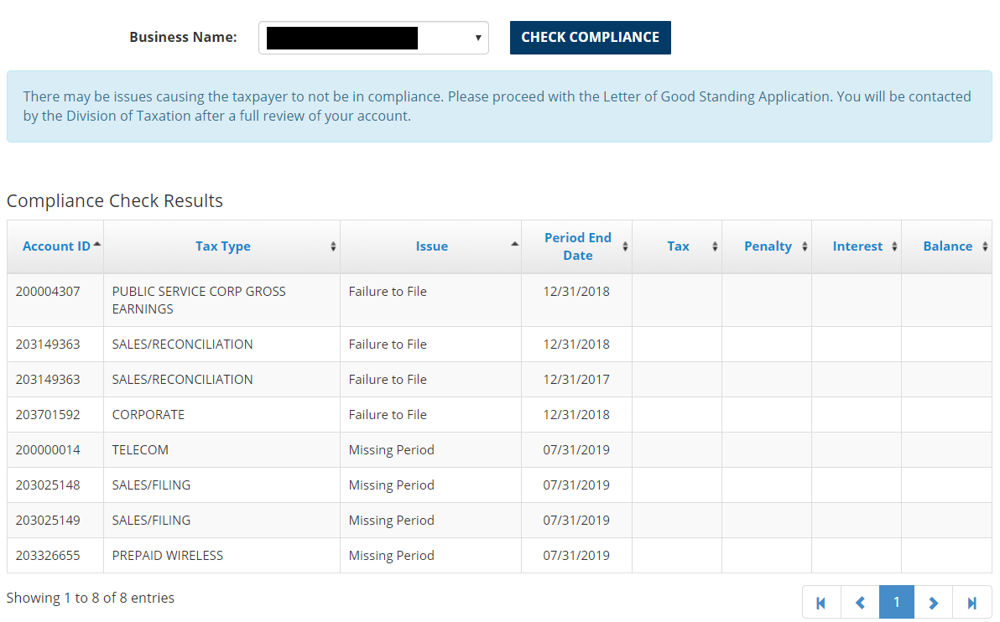 Business Name:
CHECK COMPLIANCE
There may be issues causing the taxpayer to not be in compliance. Please proceed with the Letter of Good Standing Application. You will be contacted
by the Division of Taxation after a full review of your account.
Compliance Check Results
Account ID Tax Type Issue Period End Date Tax Penalty Interest Balance
200004307 PUBLIC SERVICE CORP GROSS EARNINGS Failure to File 12/31/2018
203149363 SALES/RECONCILIATION Failure to File 12/31/2018
203149363 SALES/RECONCILIATION Failure to File 12/31/2017
203701592 CORPORATE Failure to File 12/31/2018
200000014 TELECOM Missing Period 07/31/2019
203025148 SALES/FILING Missing Period 07/31/2019
203025149 SALES/FILING Missing Period 07/31/2019
203326655 PREPAID WIRELESS Missing Period 07/31/2019
Showing 1 to 8 of 8 entries
1